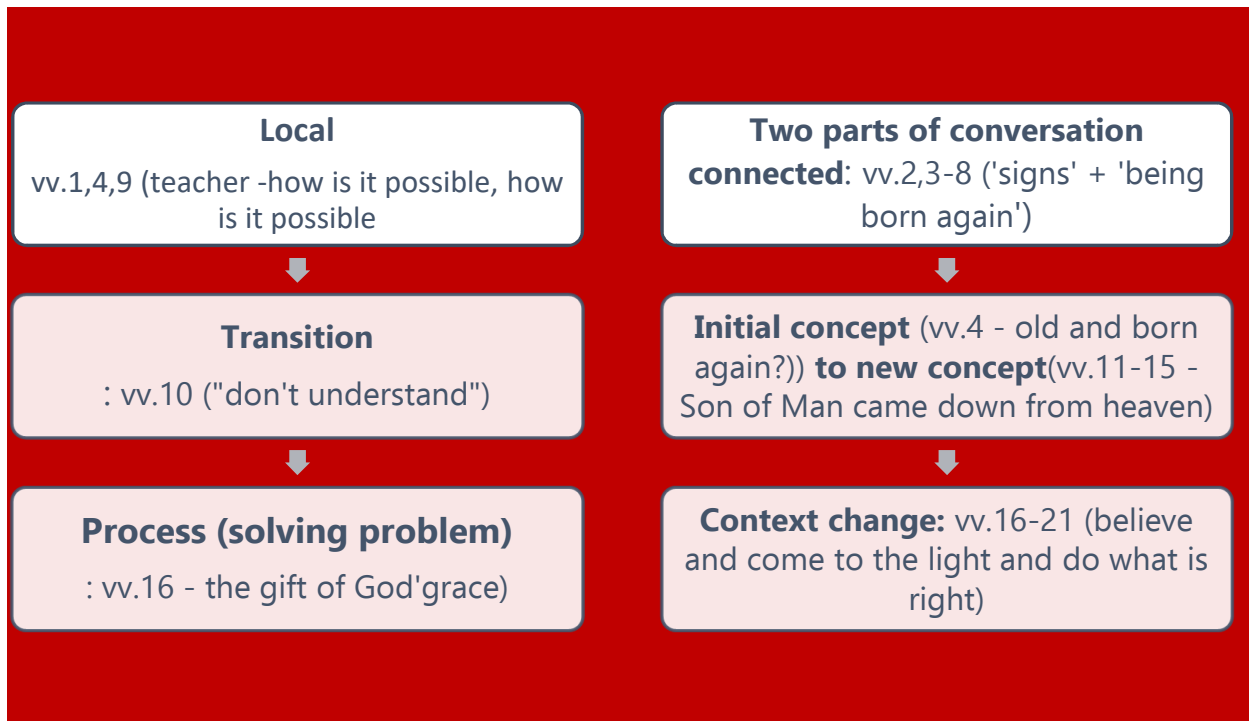 Local
vv.1,4,9 (teacher -how is it possible, how
is it possible
Transition
: vv.10 ("don't understand")
Process (solving problem)
: vv.16 - the gift of God'grace)
Two parts of conversation
connected: vv.2,3-8 ('signs' + 'being
born again')
Initial concept (vv.4 - old and born
again?)) to new concept(vv.11-15 -
Son of Man came down from heaven)
Context change: vv.16-21 (believe
and come to the light and do what is
right)